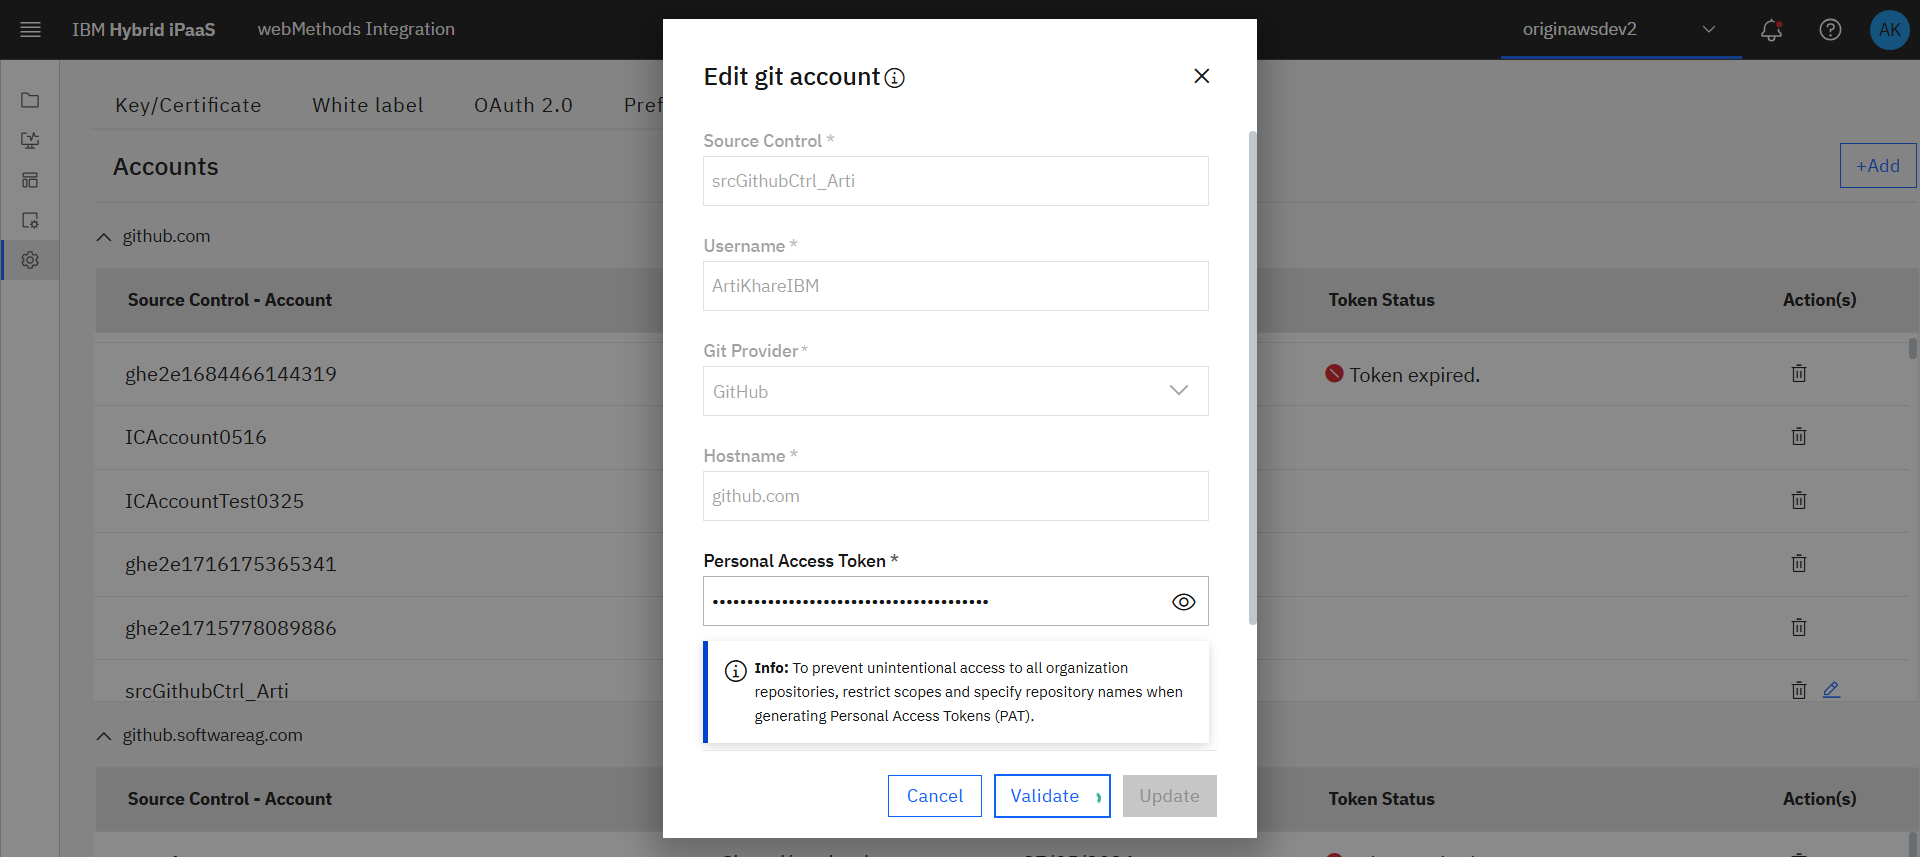 IBM Hybrid iPaaS
webMethods Integration
originawsdev2
AK
Key/Certificate
White label
OAuth 2.0
Pref
Accounts
+Add
github.com
Source Control - Account
Token Status
Action(s)
ghe2e1684466144319
Token expired.
ICAccount0516
ICAccountTest0325
ghe2e1716175365341
ghe2e1715778089886
srcGithubCtrl_Arti
github.softwareag.com
Source Control - Account
Token Status
Action(s)
Edit git account
Source Control *
srcGithubCtrl_Arti
Username *
ArtiKhareIBM
Git Provider*
GitHub
Hostname *
github.com
Personal Access Token *
••••••••••••••••••••••••••••••••••••••••
Info: To prevent unintentional access to all organization
repositories, restrict scopes and specify repository names when
generating Personal Access Tokens (PAT).
Cancel
Validate
Update